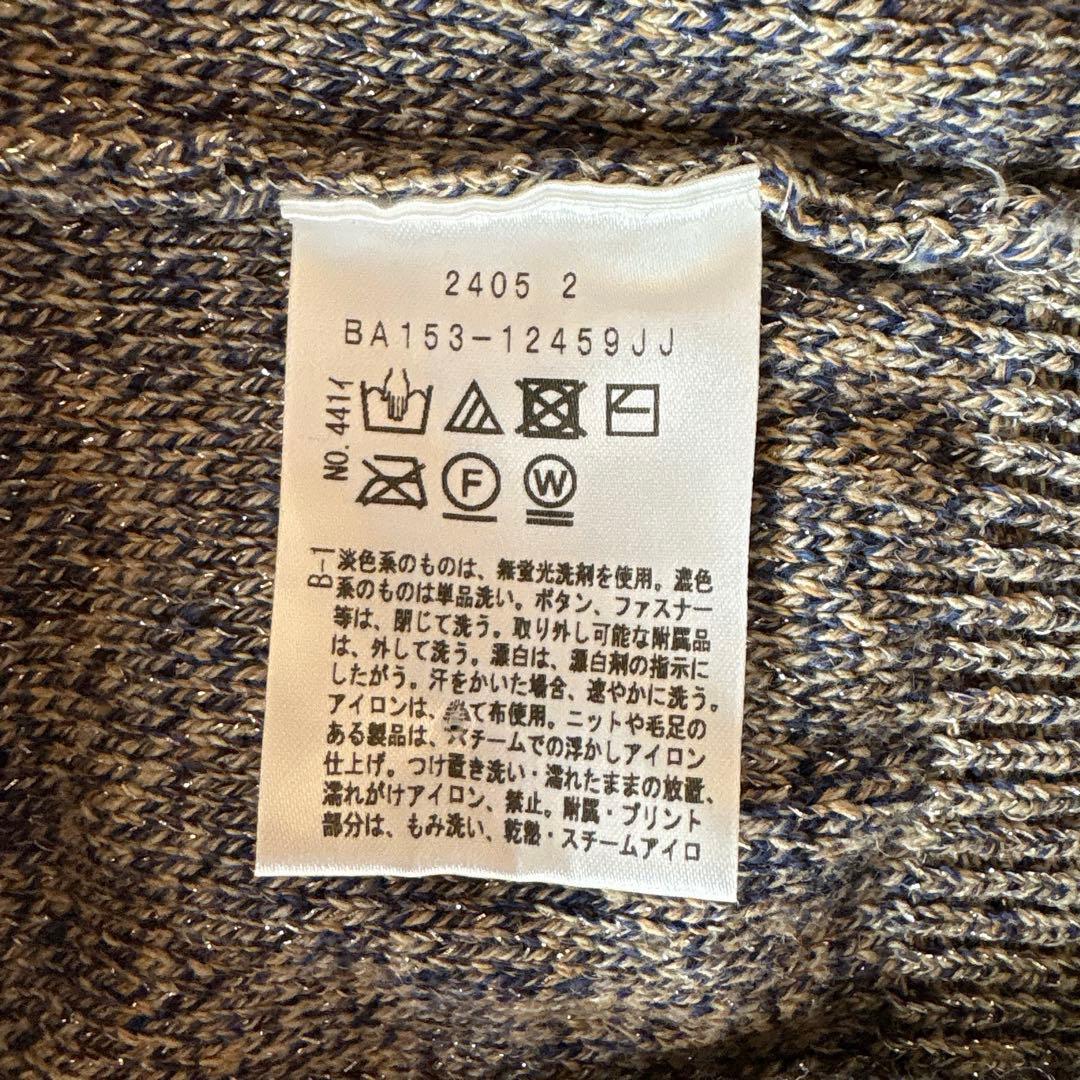 2405 2
BA153-12459JJ
NO.441イ
F
W
B-1
淡色系のものは、無蛍光洗剤を使用。濃色
系のものは単品洗い。ボタン、ファスナー
等は、閉じて洗う。取り外し可能な附属品
は、外して洗う。漂白は、漂白剤の指示に
したがう。汗をかいた場合、速やかに洗う。
アイロンは、て布使用。ニットや毛足の
ある製品は、スチームでの浮かしアイロン
仕上げ。つけ置き洗い・濡れたままの放置、
濡れがけアイロン、禁止。附属・プリント
部分は、もみ洗い、乾熱・スチームアイロ